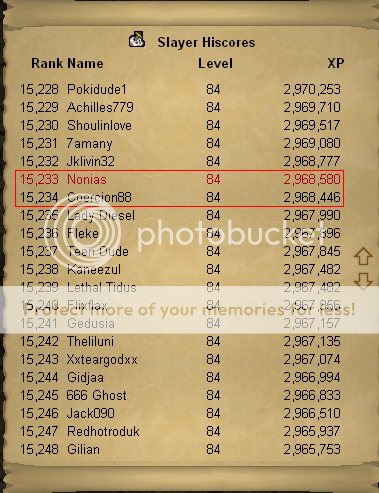 Slayer Hiscores
Rank Name Level XP
15,228 Pokidude1 84 2,970,253
15,229 Achilles779 84 2,969,710
15,230 Shoulinlove 84 2,969,517
15,231 7amany 84 2,969,080
15,232 Jklivin32 84 2,968,777
15,233 Nonias 84 2,968,580
15,234 Coercion88 84 2,968,446
15,235 Lady Diesel 84 2,967,990
15,236 Fleke 84
photobucket
15,237 Teen Dude 84 2,967,845
15,238 Kaneezul 84 2,967,482
15,239 Lethal Tidus 84 2,967,482
15,240 84
Protect more of your memories for less!
15,241 Gedusia 84 2,967,157
15,242 Theliluni 84 2,967,135
15,243 Xxteargodxx 84 2,967,074
15,244 Gidjaa 84 2,966,994
15,245 666 Ghost 84 2,966,833
15,246 Jack090 84 2,966,510
15,247 Redhotroduk 84 2,965,937
15,248 Gilian 84 2,965,753